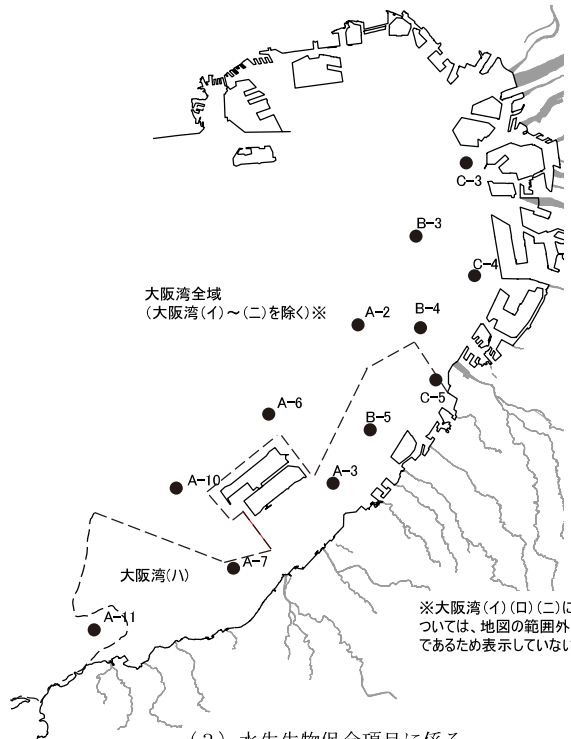 C-3
B-3
C-4
大阪湾全域
(大阪湾(イ)~(ニ)を除く)※
A-2
B-4
C-5
A-6
B-5
A-3
A-10
A-7
大阪湾(ハ)
A-11
※大阪湾(イ)(ロ)(ニ)に
ついては、地図の範囲外
であるため表示していない